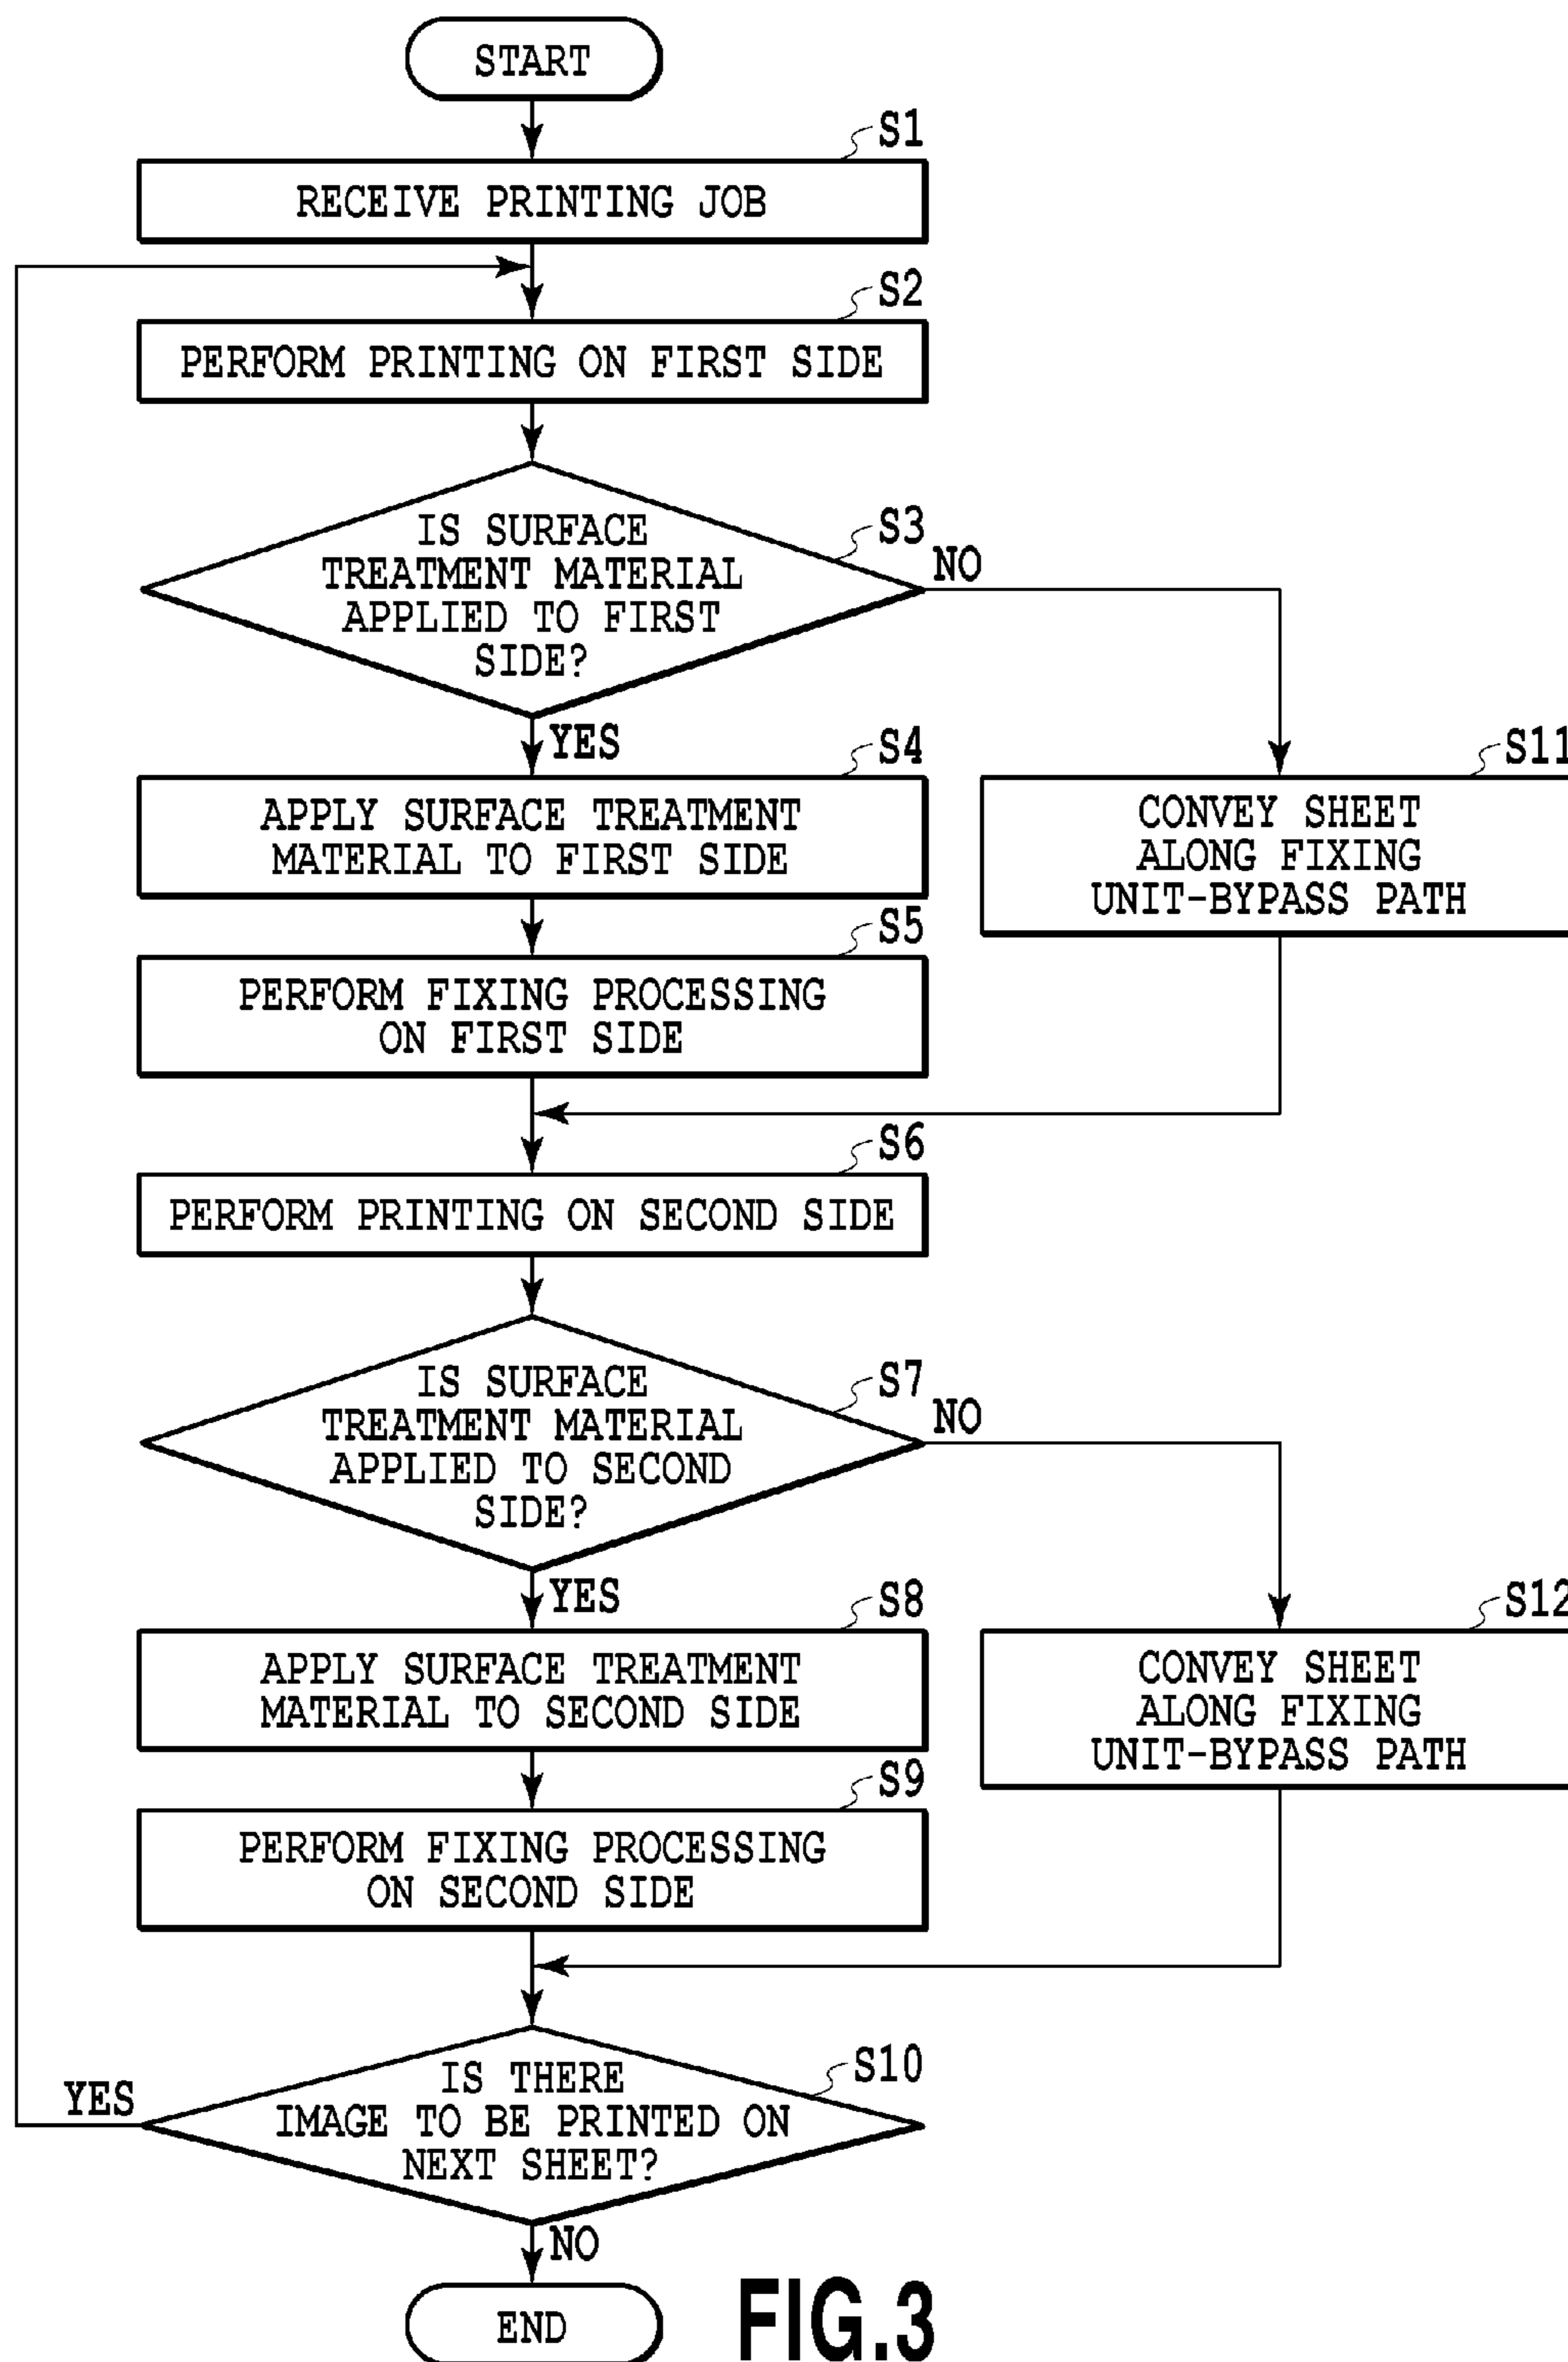 START
S1
RECEIVE PRINTING JOB
S2
PERFORM PRINTING ON FIRST SIDE
S3
IS SURFACE
TREATMENT MATERIAL
APPLIED TO FIRST
SIDE?
NO
YES
S4
APPLY SURFACE TREATMENT
MATERIAL TO FIRST SIDE
S11
CONVEY SHEET
ALONG FIXING
UNIT-BYPASS PATH
S5
PERFORM FIXING PROCESSING
ON FIRST SIDE
S6
PERFORM PRINTING ON SECOND SIDE
S7
IS SURFACE
TREATMENT MATERIAL
APPLIED TO SECOND
SIDE?
NO
YES
S8
APPLY SURFACE TREATMENT
MATERIAL TO SECOND SIDE
S12
CONVEY SHEET
ALONG FIXING
UNIT-BYPASS PATH
S9
PERFORM FIXING PROCESSING
ON SECOND SIDE
S10
IS THERE
IMAGE TO BE PRINTED ON
NEXT SHEET?
YES
NO
END
FIG.3